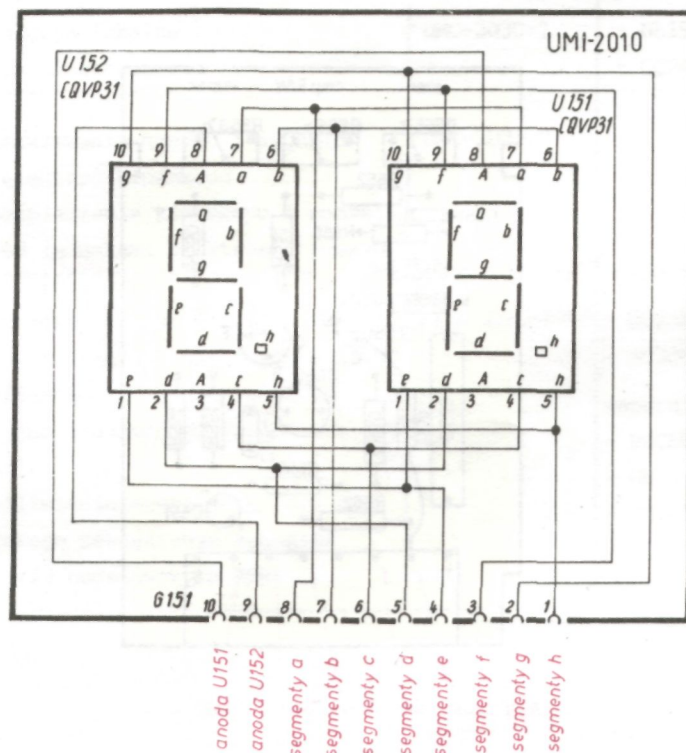 UMI-2010
U152
CQVP31
U151
CQVP31
10 9 8 7 6
g f A a b
a
f b
g
e c
d h
e d A c h
1 2 3 4 5
10 9 8 7 6
g f A a b
a
f b
g
e c
d h
e d A c h
1 2 3 4 5
G151 10 9 8 7 6 5 4 3 2 1
anoda U151
anoda U152
segmenty a
segmenty b
segmenty c
segmenty d
segmenty e
segmenty f
segmenty g
segmenty h